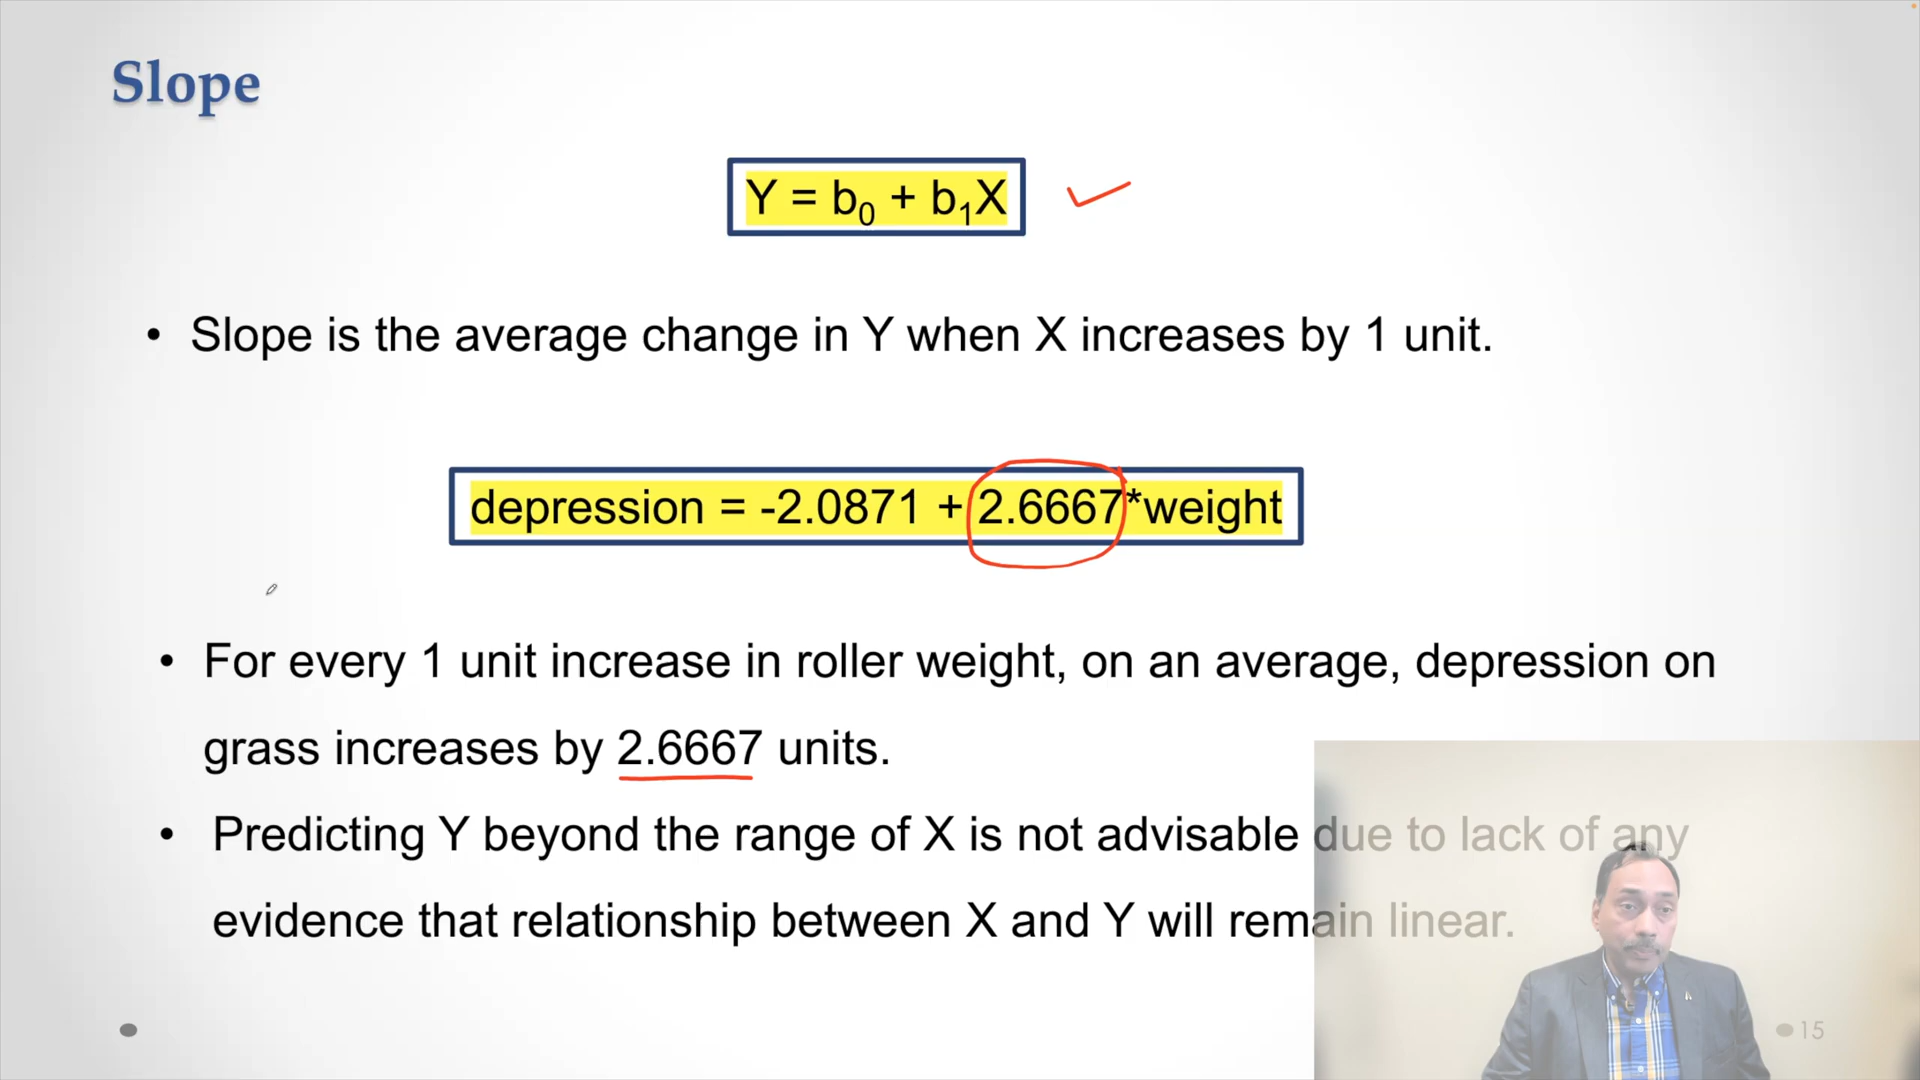 Slope
Y = b₀ + b₁X
• Slope is the average change in Y when X increases by 1 unit.
depression = -2.0871 + 2.6667*weight
• For every 1 unit increase in roller weight, on an average, depression on
grass increases by 2.6667 units.
• Predicting Y beyond the range of X is not advisable due to lack of any
evidence that relationship between X and Y will remain linear.
15